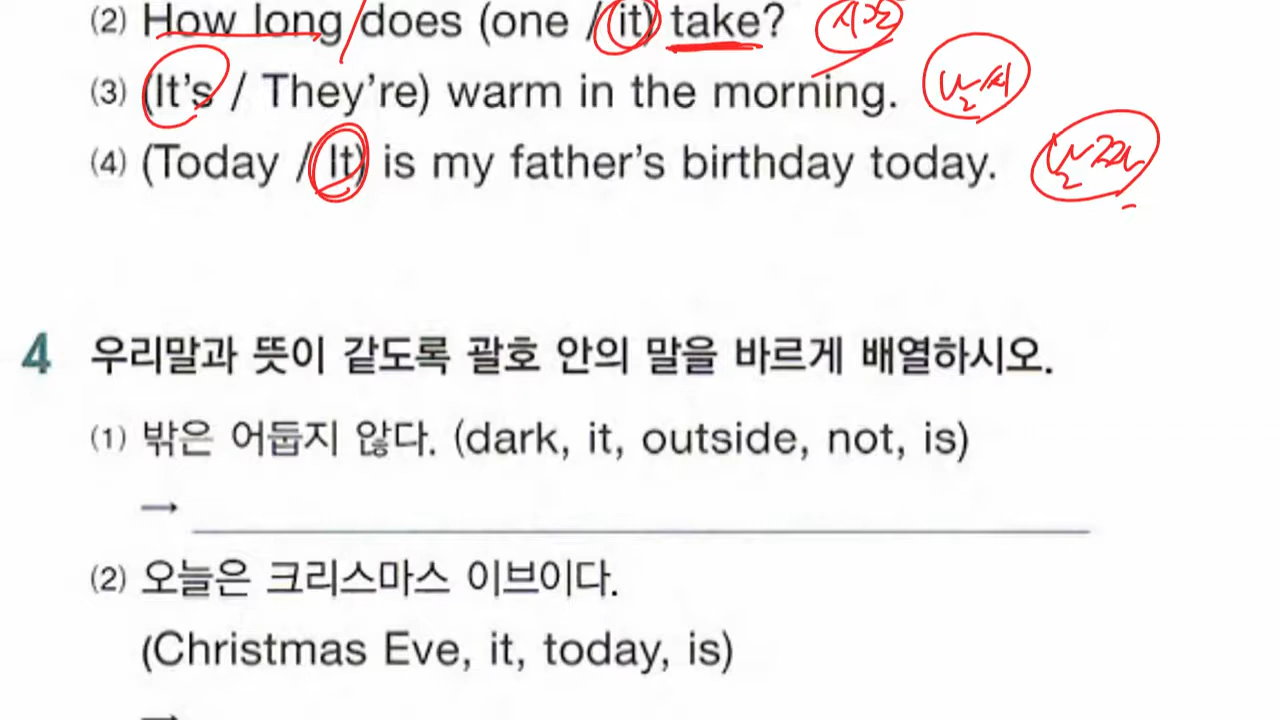 (2) How long / does (one / it) take? 시간
(3) (It's / They're) warm in the morning. 날씨
(4) (Today / It) is my father's birthday today.
4 우리말과 뜻이 같도록 괄호 안의 말을 바르게 배열하시오.
(1) 밖은 어둡지 않다. (dark, it, outside, not, is)
→
(2) 오늘은 크리스마스 이브이다.
(Christmas Eve, it, today, is)